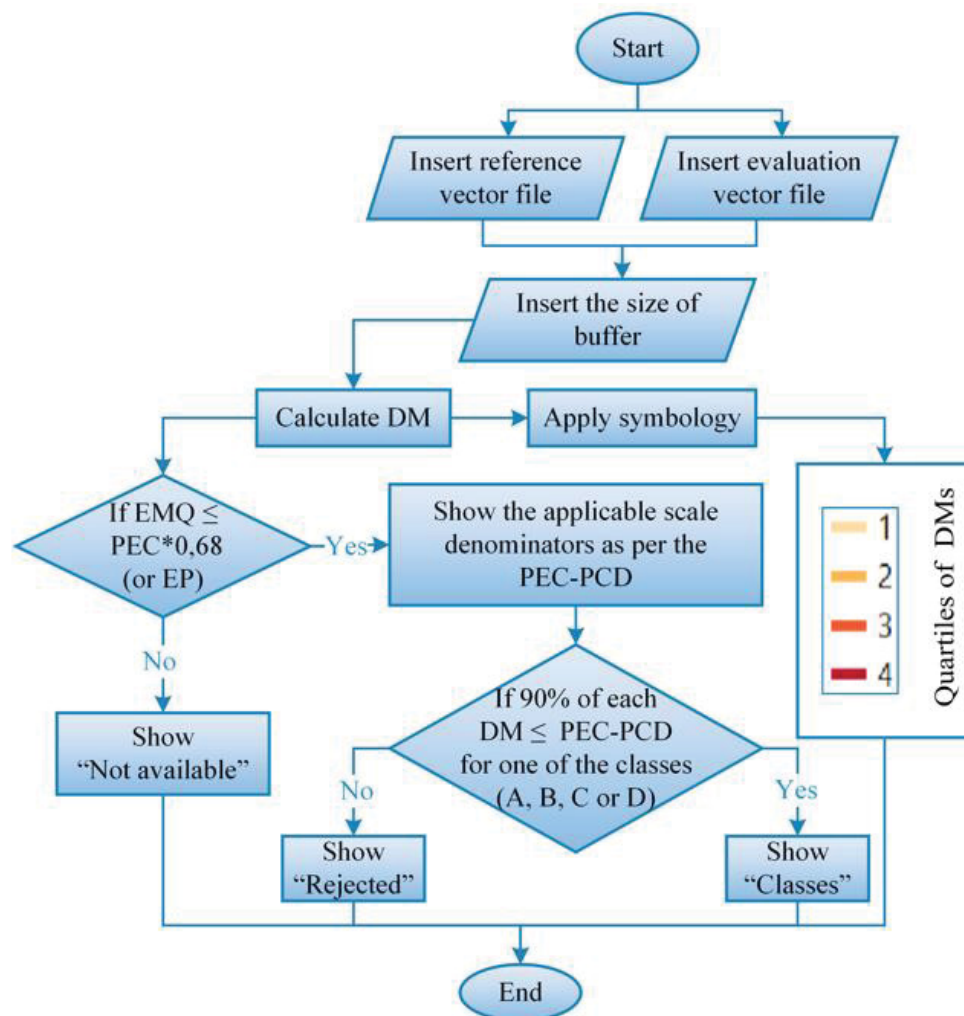 Start
Insert reference
vector file
Insert evaluation
vector file
Insert the size of
buffer
Calculate DM
Apply symbology
If EMQ ≤
PEC*0,68
(or EP)
Yes
Show the applicable scale
denominators as per the
PEC-PCD
1
2
3
4
Quartiles of DMs
No
Show
“Not available”
If 90% of each
DM ≤ PEC-PCD
for one of the classes
(A, B, C or D)
No
Yes
Show
“Rejected”
Show
“Classes”
End